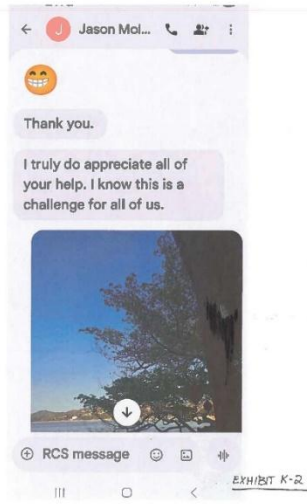 J Jason Mol...
Thank you.
I truly do appreciate all of
your help. I know this is a
challenge for all of us.
RCS message
EXHIBIT K-2